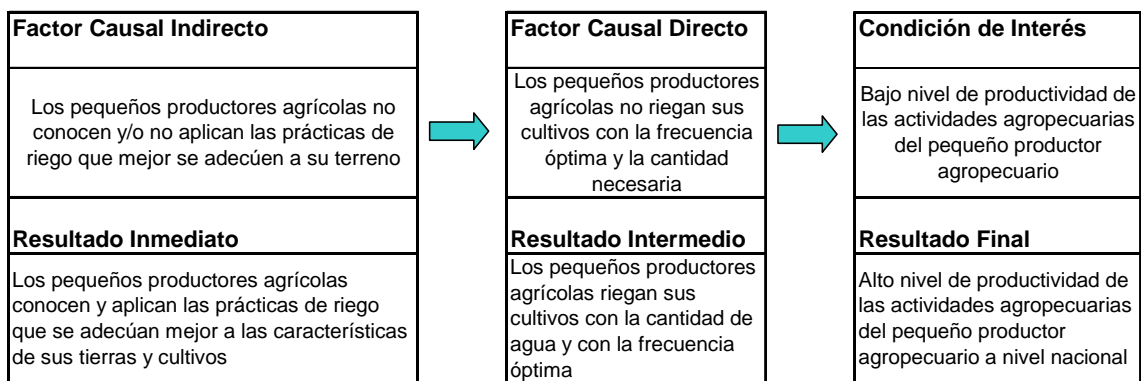 Factor Causal Indirecto
Los pequeños productores agrícolas no
conocen y/o no aplican las prácticas de
riego que mejor se adecúen a su terreno
Resultado Inmediato
Los pequeños productores agrícolas
conocen y aplican las prácticas de riego
que se adecúan mejor a las características
de sus tierras y cultivos
Factor Causal Directo
Los pequeños productores
agrícolas no riegan sus
cultivos con la frecuencia
óptima y la cantidad
necesaria
Resultado Intermedio
Los pequeños productores
agrícolas riegan sus
cultivos con la cantidad de
agua y con la frecuencia
óptima
Condición de Interés
Bajo nivel de productividad de
las actividades agropecuarias
del pequeño productor
agropecuario
Resultado Final
Alto nivel de productividad de
las actividades agropecuarias
del pequeño productor
agropecuario a nivel nacional